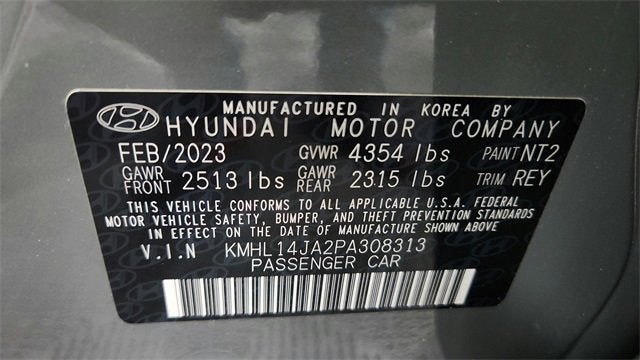 MANUFACTURED IN KOREA BY
HYUNDAI MOTOR COMPANY
FEB/2023 GVWR 4354 lbs PAINT NT2
GAWR FRONT 2513 lbs GAWR REAR 2315 lbs TRIM REY
THIS VEHICLE CONFORMS TO ALL APPLICABLE U.S.A. FEDERAL
MOTOR VEHICLE SAFETY, BUMPER, AND THEFT PREVENTION STANDARDS
IN EFFECT ON THE DATE OF MANUFACTURE SHOWN ABOVE
V.I.N KMHL14JA2PA308313
PASSENGER CAR